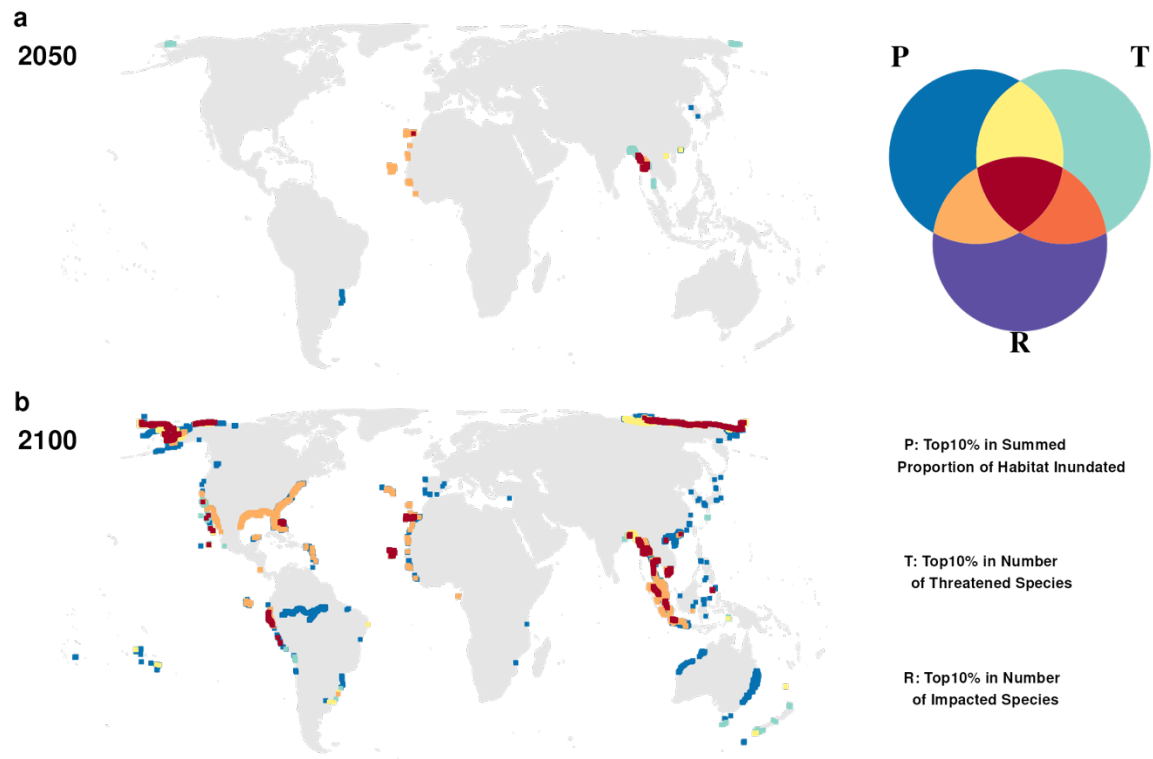 a
2050
P
T
R
b
2100
P: Top10% in Summed
Proportion of Habitat Inundated
T: Top10% in Number
of Threatened Species
R: Top10% in Number
of Impacted Species